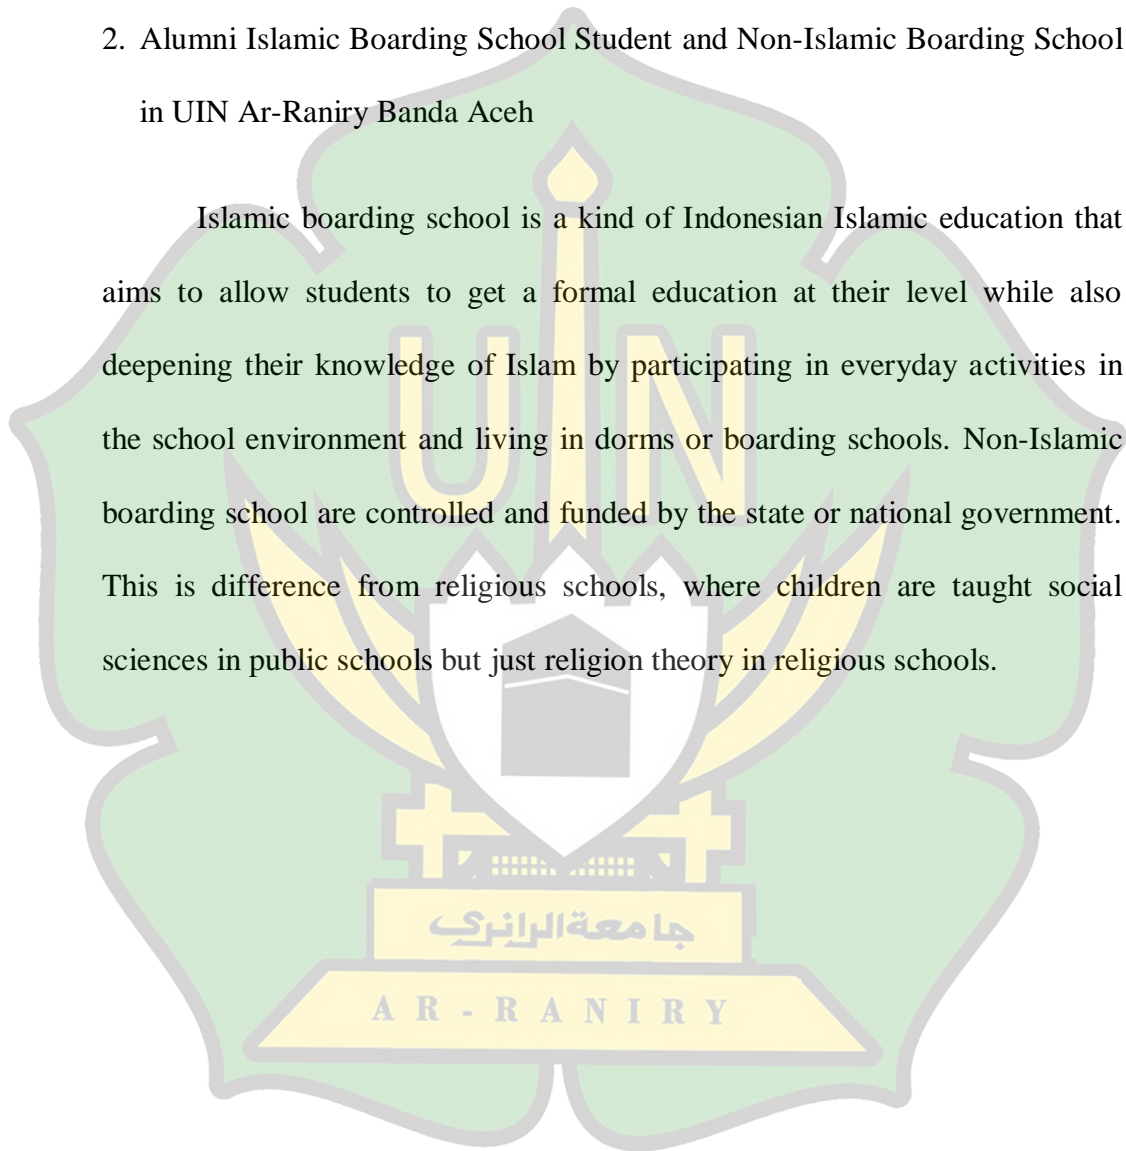 2. Alumni Islamic Boarding School Student and Non-Islamic Boarding School
in UIN Ar-Raniry Banda Aceh
Islamic boarding school is a kind of Indonesian Islamic education that
aims to allow students to get a formal education at their level while also
deepening their knowledge of Islam by participating in everyday activities in
the school environment and living in dorms or boarding schools. Non-Islamic
boarding school are controlled and funded by the state or national government.
This is difference from religious schools, where children are taught social
sciences in public schools but just religion theory in religious schools.
UIN
جامعة الرانري
AR-RANIRY